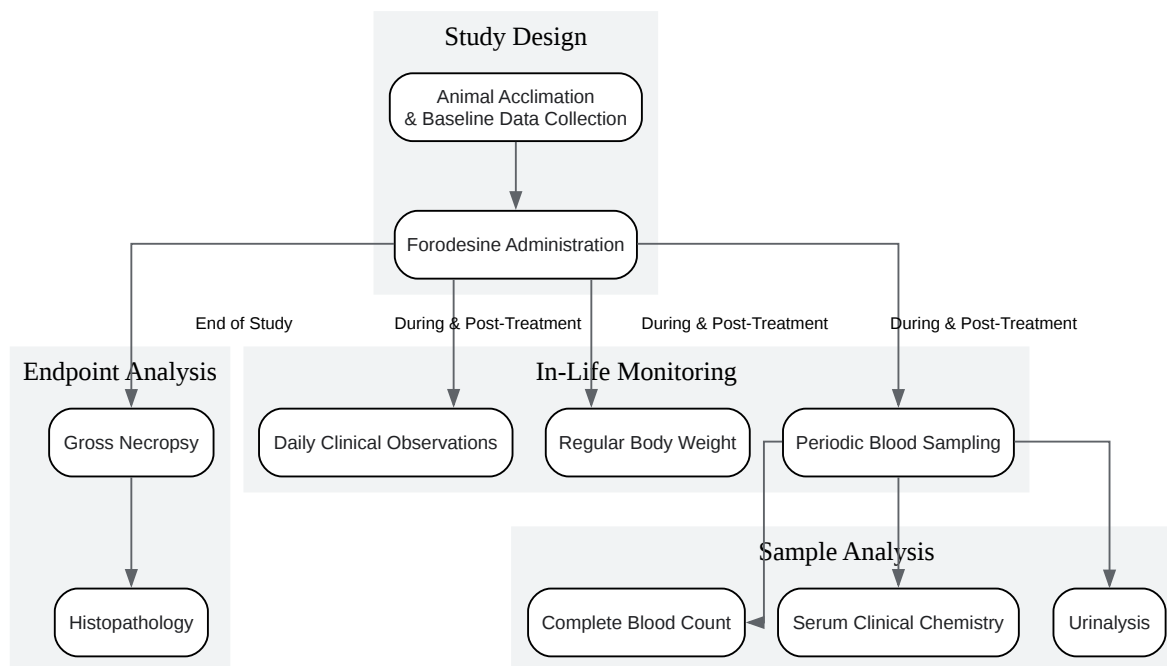 Study Design
Animal Acclimation
& Baseline Data Collection
Forodesine Administration
End of Study
During & Post-Treatment
During & Post-Treatment
During & Post-Treatment
Endpoint Analysis
In-Life Monitoring
Gross Necropsy
Daily Clinical Observations
Regular Body Weight
Periodic Blood Sampling
Sample Analysis
Histopathology
Complete Blood Count
Serum Clinical Chemistry
Urinalysis